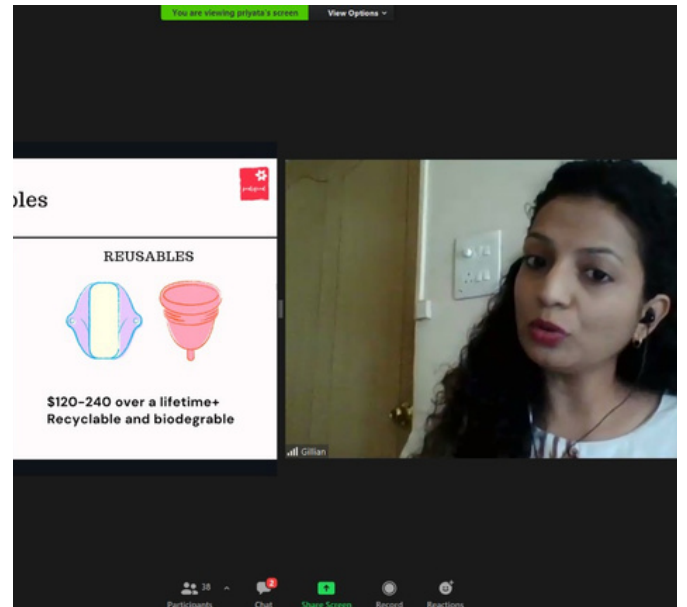 You are viewing priyata's screen View Options
oles
REUSABLES
$120-240 over a lifetime+
Recyclable and biodegrable
Gillian
38
2
Participants Chat Share Screen Record Reactions